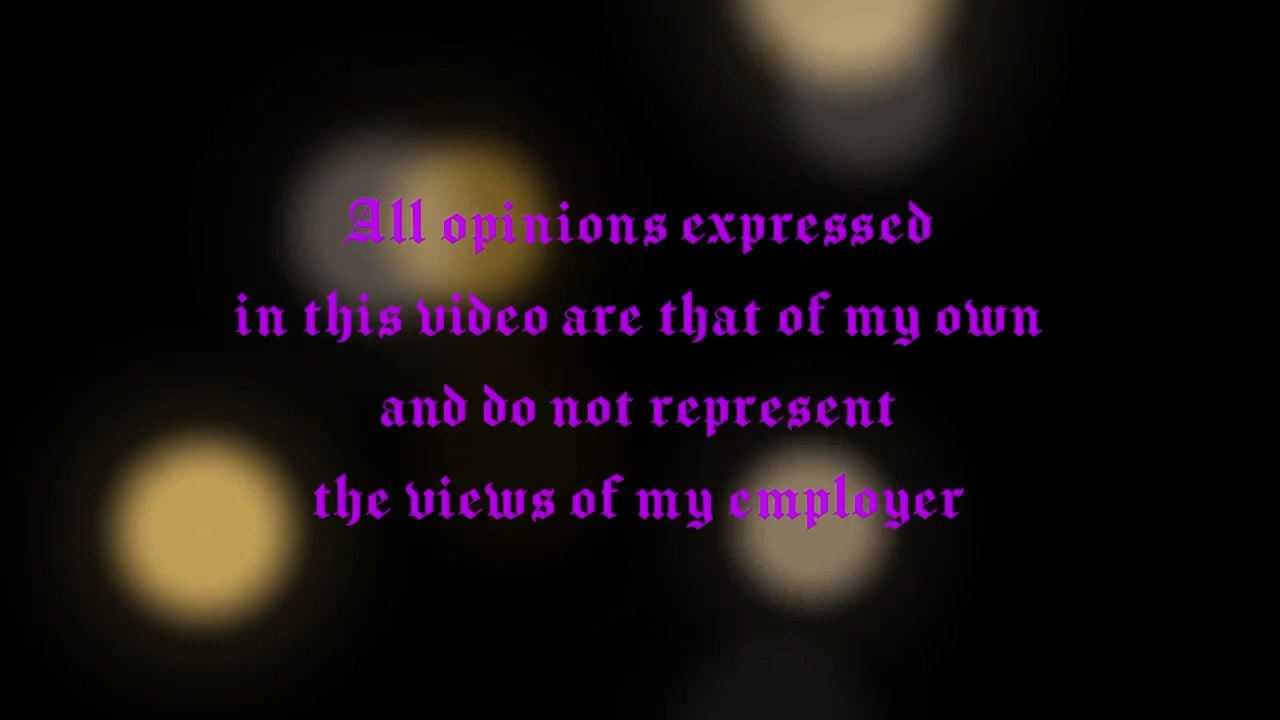 All opinions expressed
in this video are that of my own
and do not represent
the views of my employer